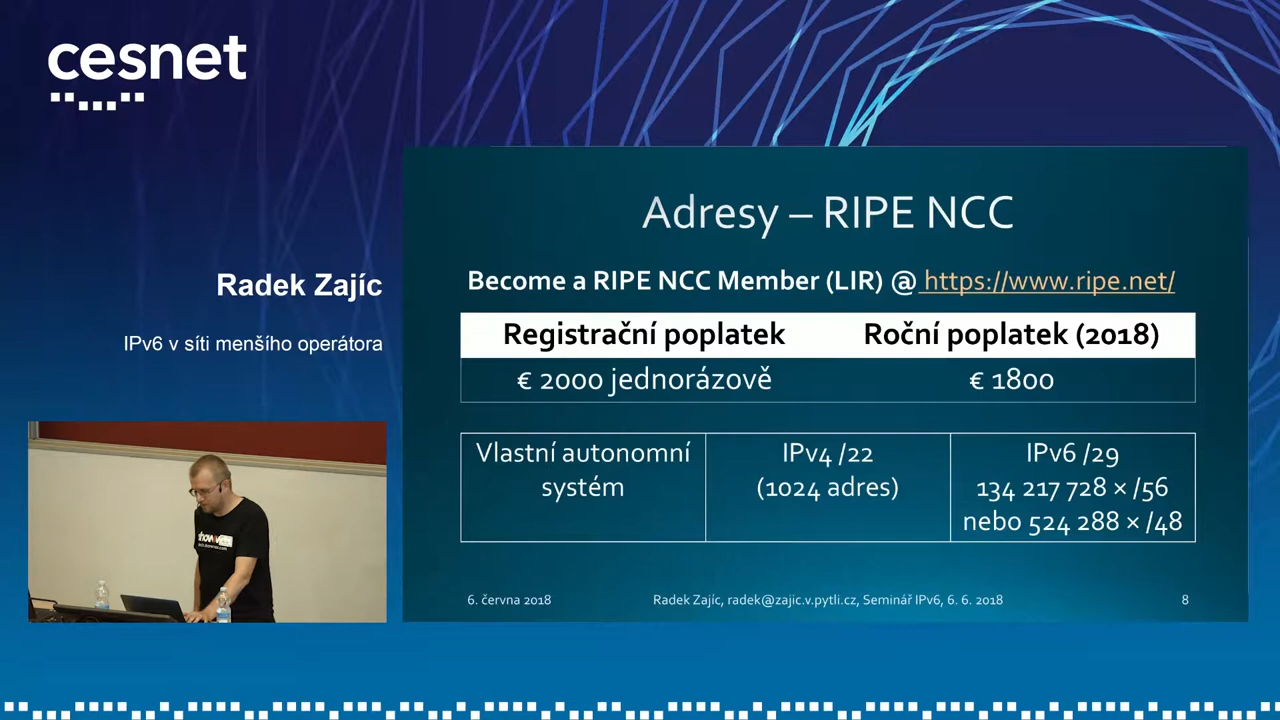 cesnet
Radek Zajíc
IPv6 v síti menšího operátora
Adresy – RIPE NCC
Become a RIPE NCC Member (LIR) @ https://www.ripe.net/
Registrační poplatek
Roční poplatek (2018)
€ 2000 jednorázově
€ 1800
Vlastní autonomní
systém
IPv4 /22
(1024 adres)
IPv6 /29
134 217 728 × /56
nebo 524 288 × /48
6. června 2018
Radek Zajíc, radek@zajic.v.pytli.cz, Seminář IPv6, 6. 6. 2018
8